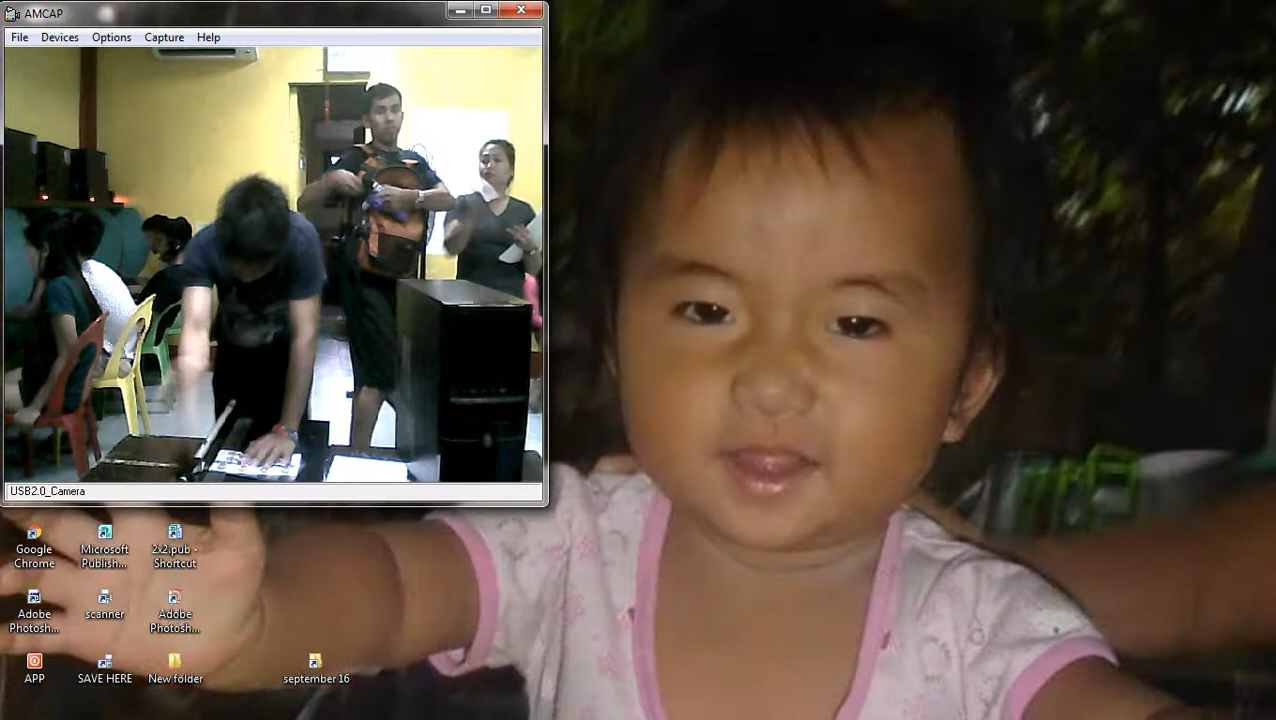 AMCAP
File Devices Options Capture Help
USB2.0_Camera
Google
Chrome
Microsoft
Publish...
2x2.pub -
Shortcut
Adobe
Photosh...
scanner
Adobe
Photosh...
APP
SAVE HERE
New folder
september 16